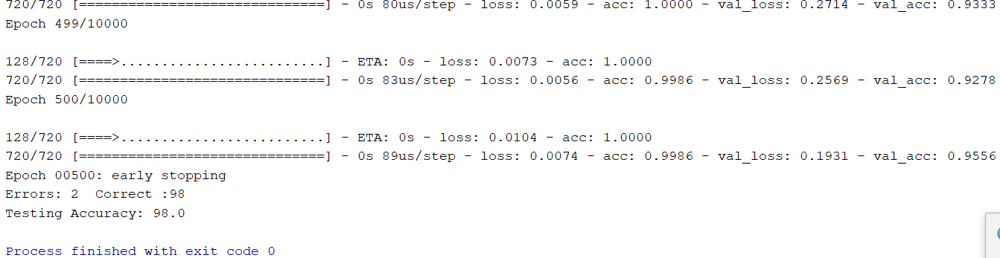 720/720 [==============================] - 0s 80us/step - loss: 0.0059 - acc: 1.0000 - val_loss: 0.2714 - val_acc: 0.9333
Epoch 499/10000
128/720 [====>.........................] - ETA: 0s - loss: 0.0073 - acc: 1.0000
720/720 [==============================] - 0s 83us/step - loss: 0.0056 - acc: 0.9986 - val_loss: 0.2569 - val_acc: 0.9278
Epoch 500/10000
128/720 [====>.........................] - ETA: 0s - loss: 0.0104 - acc: 1.0000
720/720 [==============================] - 0s 89us/step - loss: 0.0074 - acc: 0.9986 - val_loss: 0.1931 - val_acc: 0.9556
Epoch 00500: early stopping
Errors: 2  Correct :98
Testing Accuracy: 98.0
Process finished with exit code 0